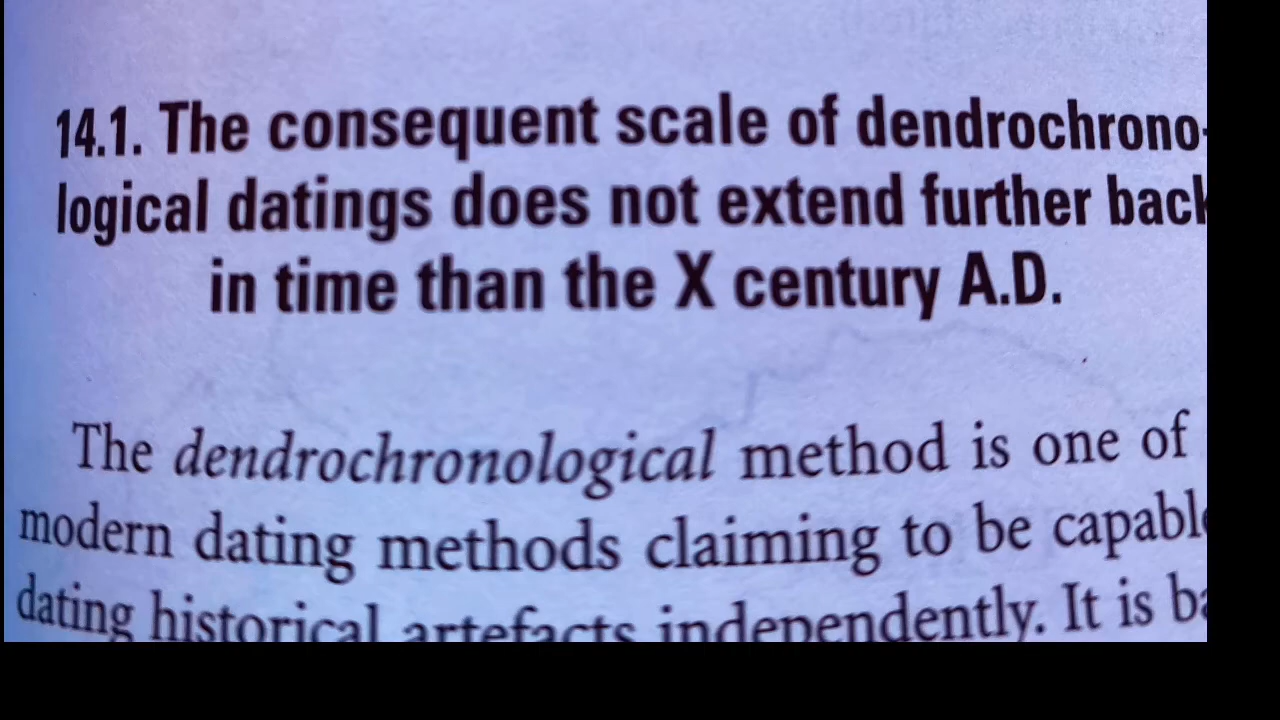 14.1. The consequent scale of dendrochrono-
logical datings does not extend further back
in time than the X century A.D.
The dendrochronological method is one of
modern dating methods claiming to be capable
dating historical artefacts independently. It is